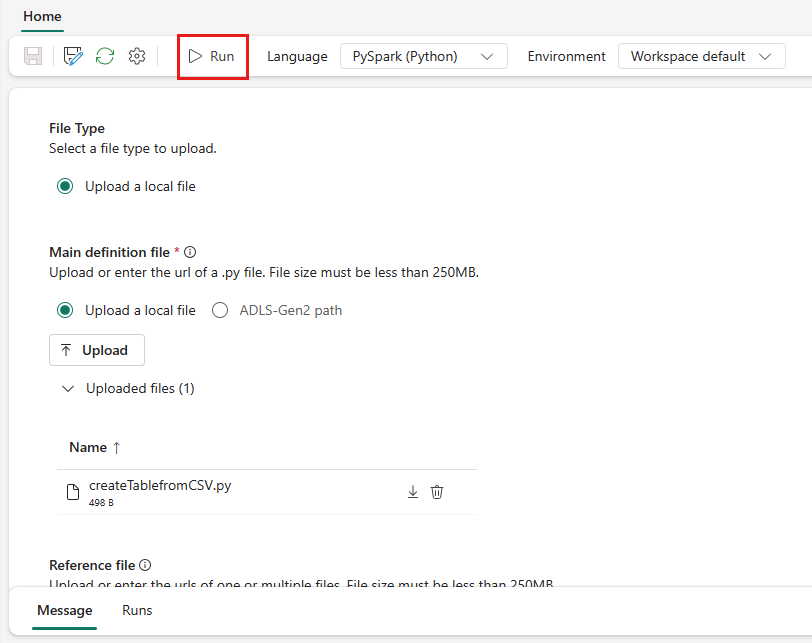 Home
Run Language PySpark (Python) Environment Workspace default
File Type
Select a file type to upload.
Upload a local file
Main definition file *
Upload or enter the url of a .py file. File size must be less than 250MB.
Upload a local file ADLS-Gen2 path
Upload
Uploaded files (1)
Name ↑
createTablefromCSV.py
498 B
Reference file
Upload or enter the urls of one or multiple files. File size must be less than 250MB.
Message Runs